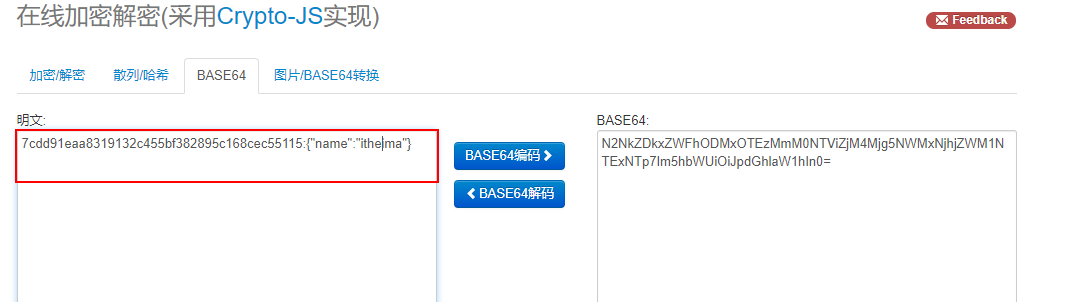 在线加密解密(采用Crypto-JS实现)
Feedback
加密/解密 散列/哈希 BASE64 图片/BASE64转换
明文:
BASE64:
7cdd91eaa8319132c455bf382895c168cec55115:{"name":"itheima"}
BASE64编码
BASE64解码
N2NkZDkxZWFhODMxOTEzMmM0NTViZjM4Mjg5NWMxNjhjZWM1N
TExNTp7Im5hbWUiOiJpdGhlaW1hIn0=